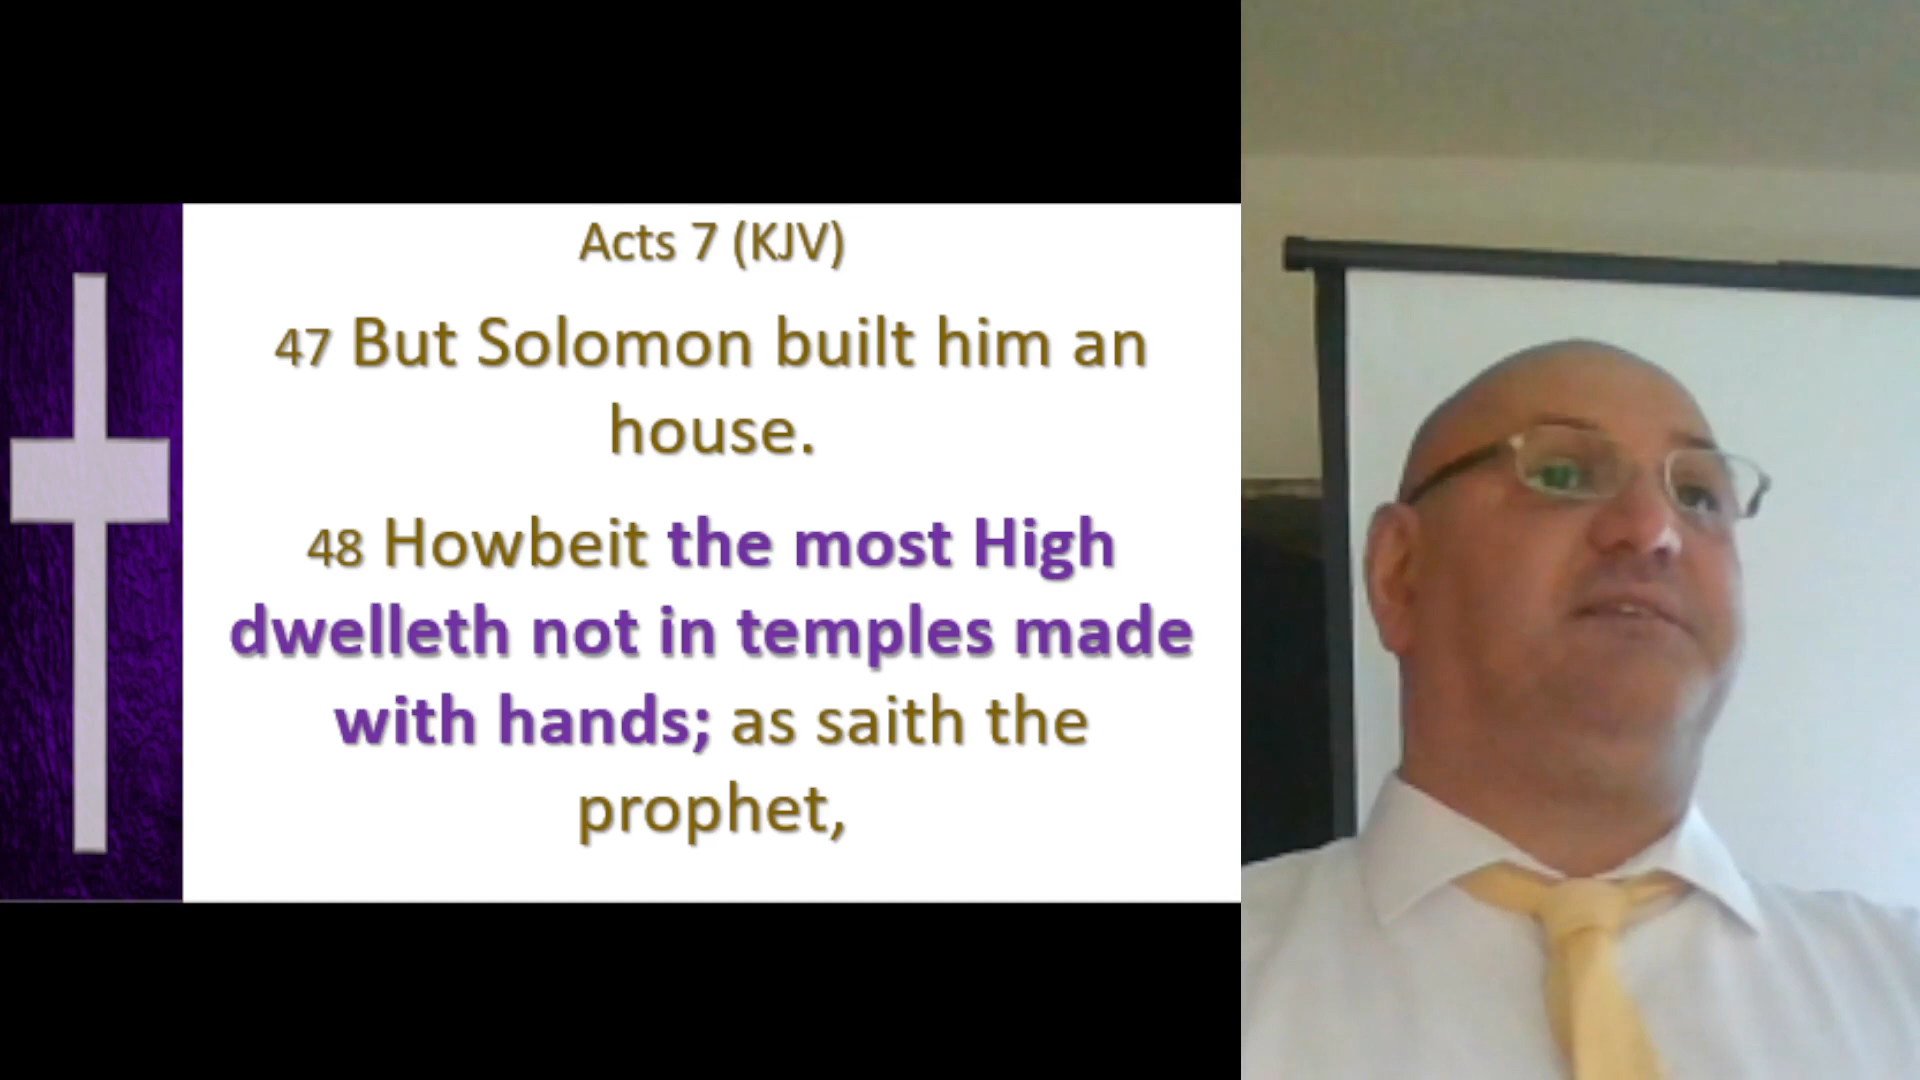 Acts 7 (KJV)
47 But Solomon built him an
house.
48 Howbeit the most High
dwelleth not in temples made
with hands; as saith the
prophet,